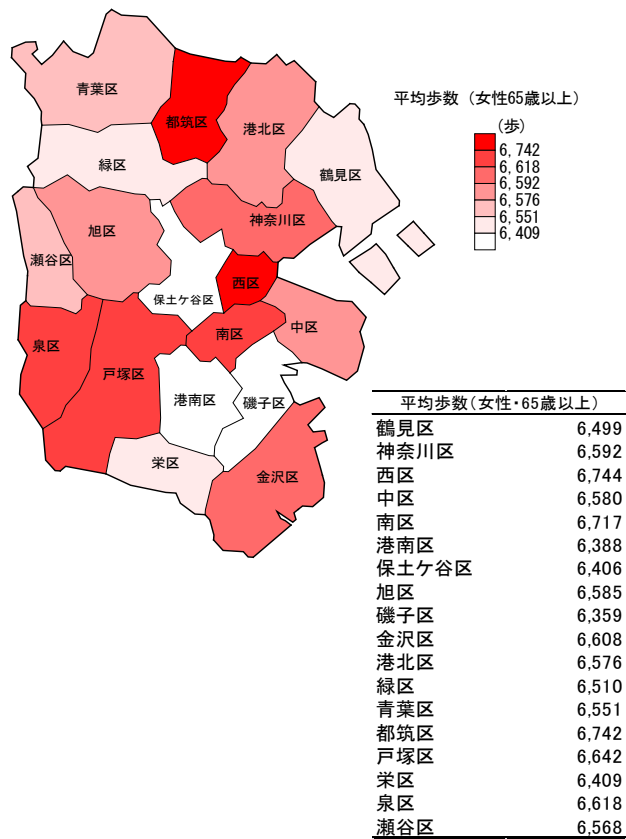 平均歩数（女性65歳以上）
(歩)
6,742
6,618
6,592
6,576
6,551
6,409
青葉区
都筑区
港北区
緑区
鶴見区
神奈川区
旭区
瀬谷区
西区
保土ケ谷区
中区
南区
泉区
戸塚区
港南区
磯子区
栄区
金沢区
平均歩数(女性・65歳以上)
鶴見区 6,499
神奈川区 6,592
西区 6,744
中区 6,580
南区 6,717
港南区 6,388
保土ケ谷区 6,406
旭区 6,585
磯子区 6,359
金沢区 6,608
港北区 6,576
緑区 6,510
青葉区 6,551
都筑区 6,742
戸塚区 6,642
栄区 6,409
泉区 6,618
瀬谷区 6,568